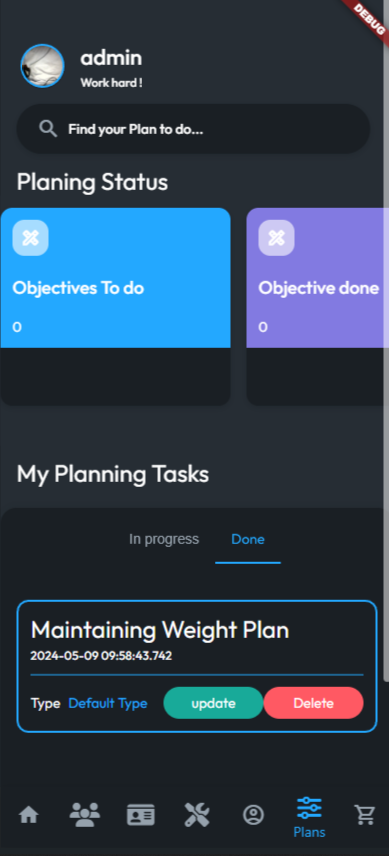 DEBUG
admin
Work hard !
Find your Plan to do...
Planing Status
Objectives To do
0
Objective done
0
My Planning Tasks
In progress
Done
Maintaining Weight Plan
2024-05-09 09:58:43.742
Type Default Type update Delete
Plans